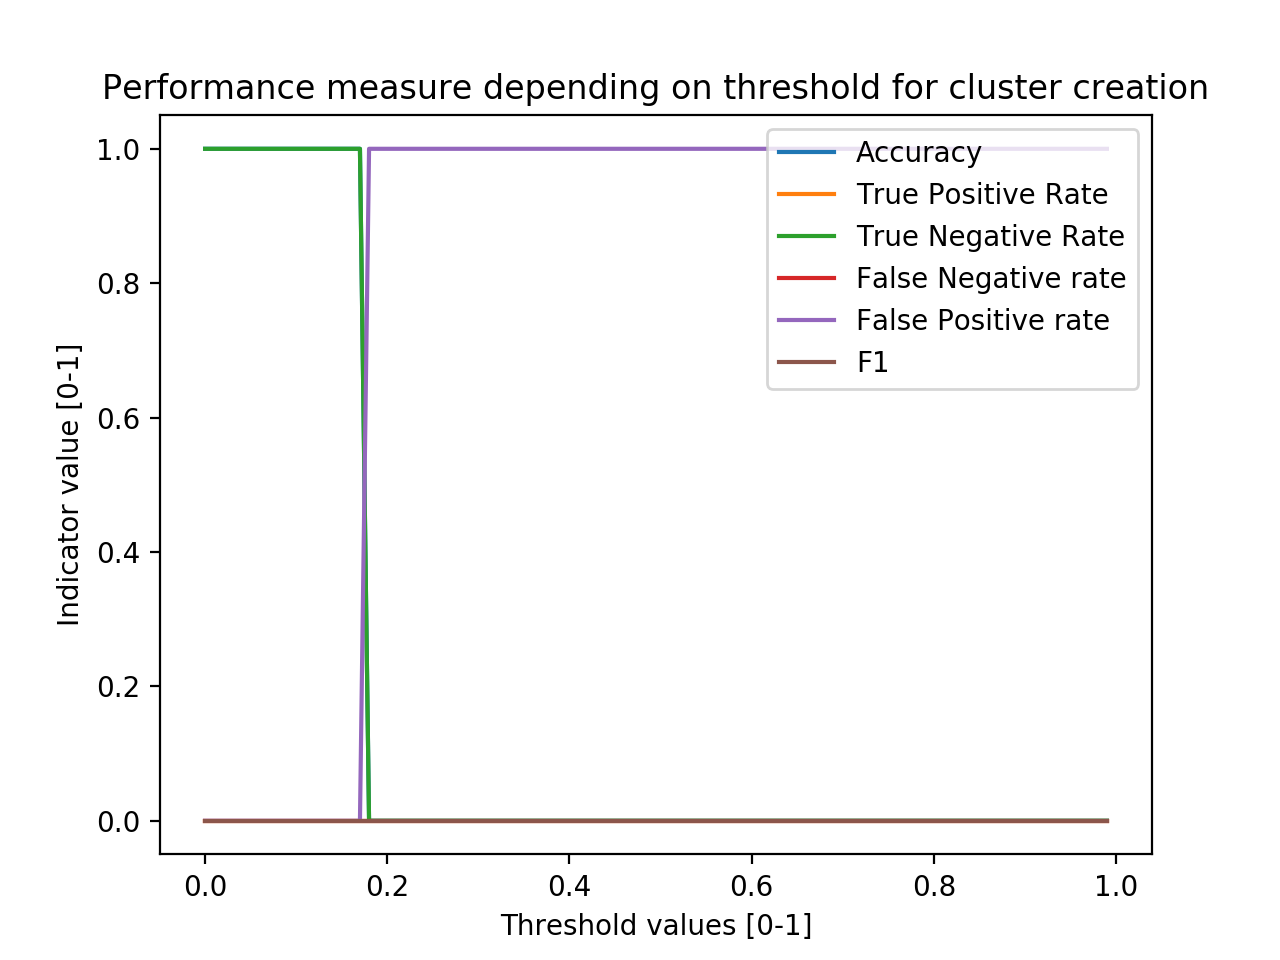 Performance measure depending on threshold for cluster creation
1.0
0.8
0.6
0.4
0.2
0.0
Indicator value [0-1]
Accuracy
True Positive Rate
True Negative Rate
False Negative rate
False Positive rate
F1
0.0 0.2 0.4 0.6 0.8 1.0
Threshold values [0-1]